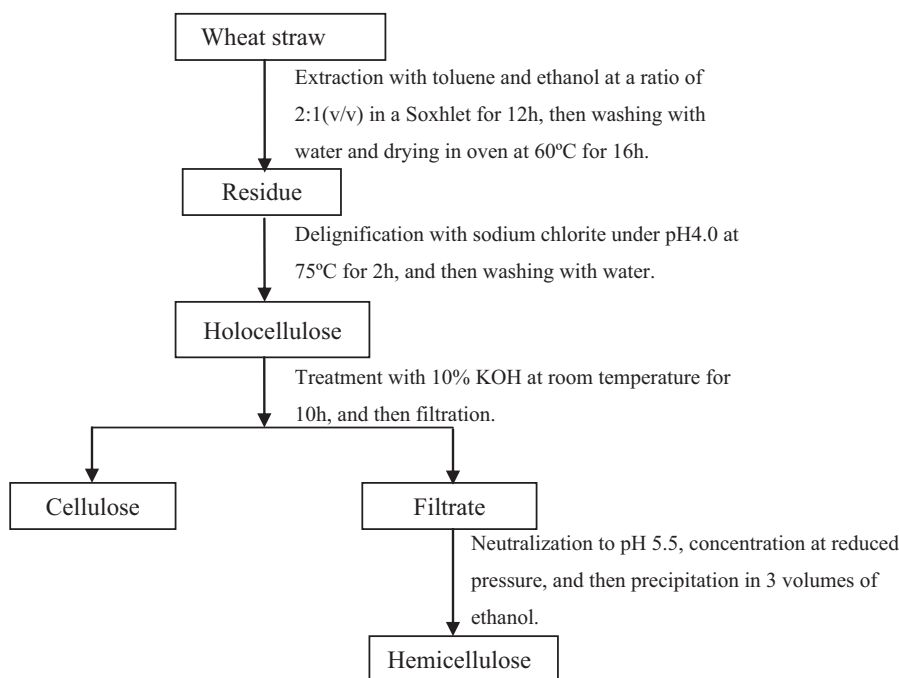 Wheat straw
Extraction with toluene and ethanol at a ratio of
2:1(v/v) in a Soxhlet for 12h, then washing with
water and drying in oven at 60ºC for 16h.
Residue
Delignification with sodium chlorite under pH4.0 at
75ºC for 2h, and then washing with water.
Holocellulose
Treatment with 10% KOH at room temperature for
10h, and then filtration.
Cellulose
Filtrate
Neutralization to pH 5.5, concentration at reduced
pressure, and then precipitation in 3 volumes of
ethanol.
Hemicellulose